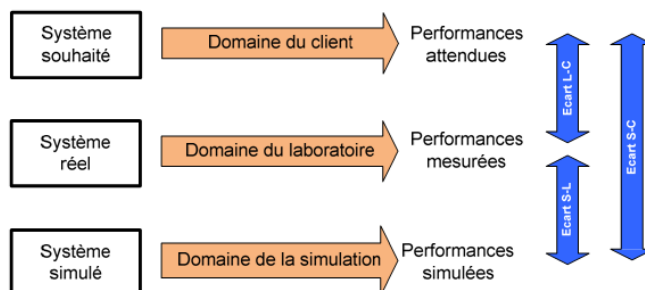 Système
souhaité
Domaine du client
Performances
attendues
Ecart L-C
Ecart S-C
Système
réel
Domaine du laboratoire
Performances
mesurées
Ecart S-L
Système
simulé
Domaine de la simulation
Performances
simulées